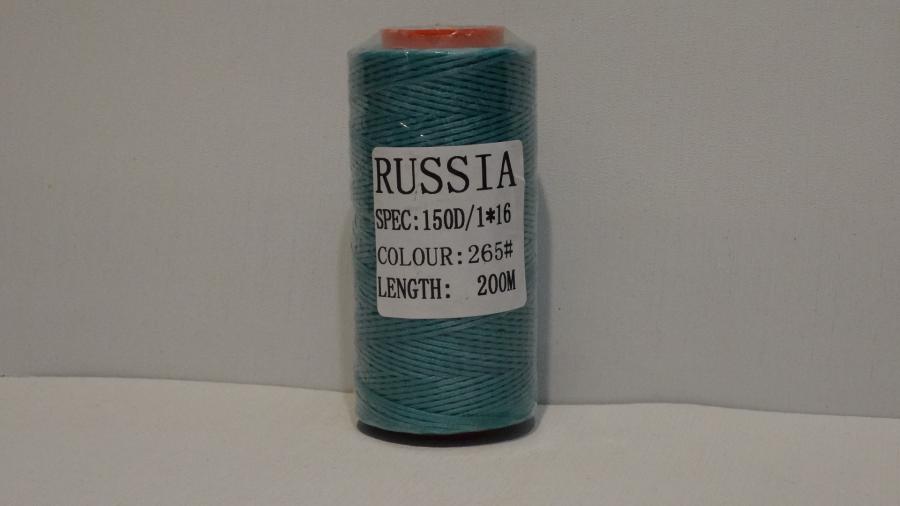 RUSSIA
SPEC:150D/1*16
COLOUR:265#
LENGTH: 200M